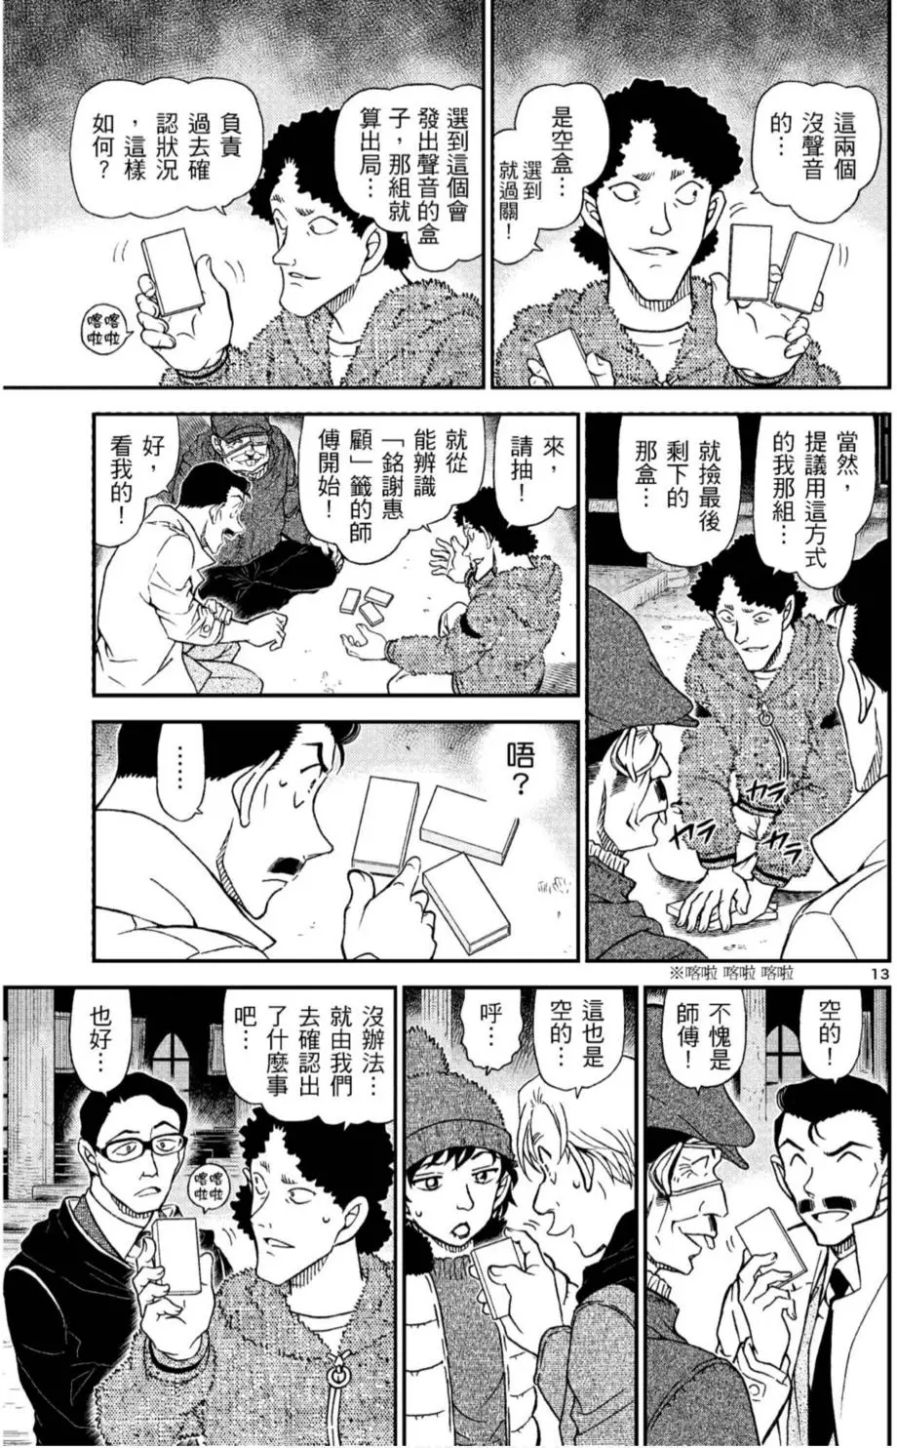 這兩個
沒聲音
的…
是空盒…
選到
就過關！
選到這個會
發出聲音的盒
子，那組就
算出局…
負責
過去確
認狀況
，這樣
如何？
喀啦
喀啦
當然，
提議用這方式
的我那組…
就撿最後
剩下的
那盒…
カラ
カラ
カラ
※喀啦 喀啦 喀啦
來，
請抽！
就從
能辨識
「銘謝惠
顧」籤的師
傅開始！
好，
看我的！
唔？
……
13
空的！
不愧是
師傅！
這也是
空的…
呼…
沒辦法…
就由我們
去確認出
了什麼事
吧…
喀啦
喀啦
也好…